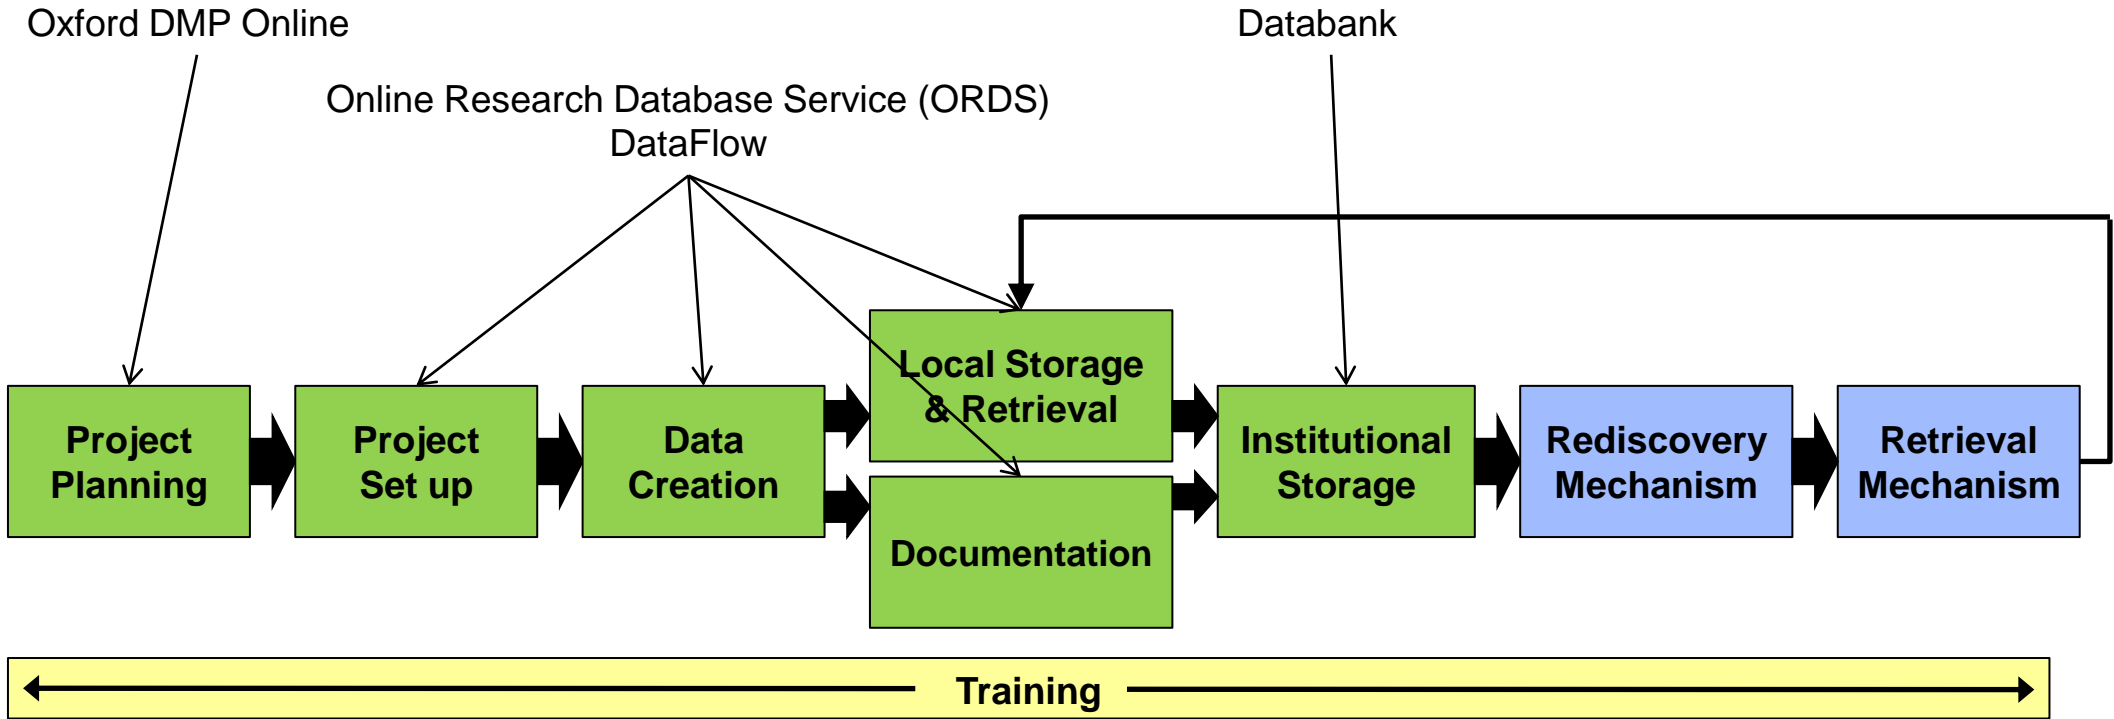 Oxford DMP Online
Databank
Online Research Database Service (ORDS)
DataFlow
Project
Planning
Project
Set up
Data
Creation
Local Storage
& Retrieval
Documentation
Institutional
Storage
Rediscovery
Mechanism
Retrieval
Mechanism
Training